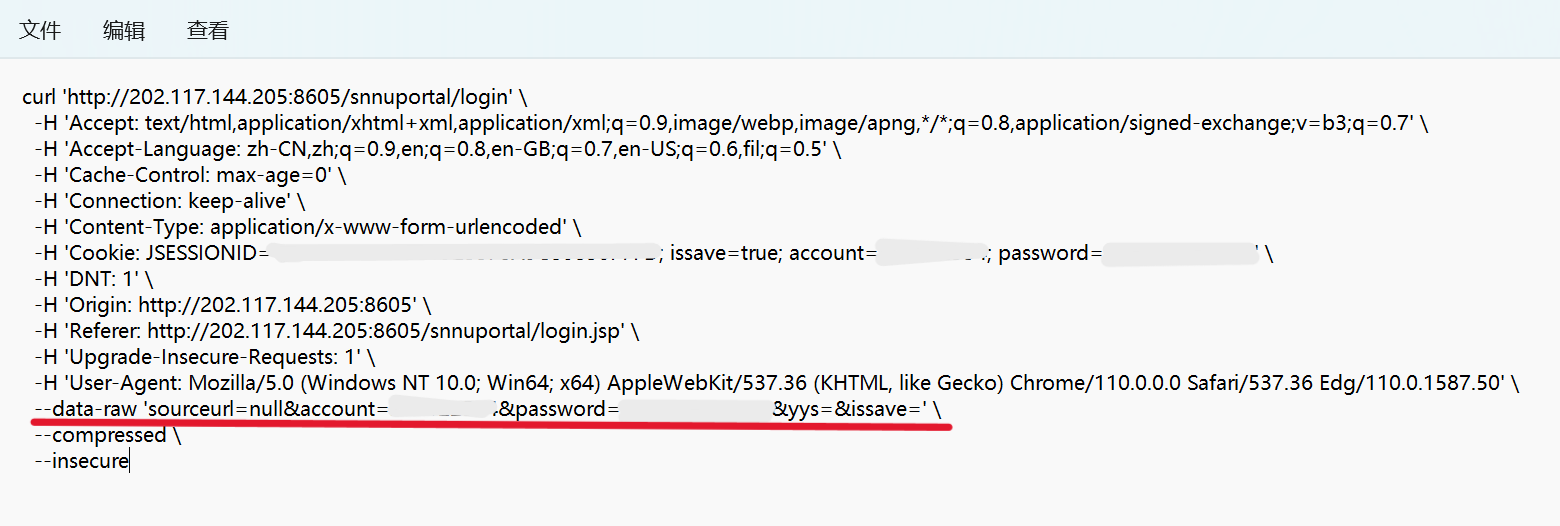 文件 编辑 查看
curl 'http://202.117.144.205:8605/snnuportal/login' \
-H 'Accept: text/html,application/xhtml+xml,application/xml;q=0.9,image/webp,image/apng,*/*;q=0.8,application/signed-exchange;v=b3;q=0.7' \
-H 'Accept-Language: zh-CN,zh;q=0.9,en;q=0.8,en-GB;q=0.7,en-US;q=0.6,fil;q=0.5' \
-H 'Cache-Control: max-age=0' \
-H 'Connection: keep-alive' \
-H 'Content-Type: application/x-www-form-urlencoded' \
-H 'Cookie: JSESSIONID= ; issave=true; account= ; password= ' \
-H 'DNT: 1' \
-H 'Origin: http://202.117.144.205:8605' \
-H 'Referer: http://202.117.144.205:8605/snnuportal/login.jsp' \
-H 'Upgrade-Insecure-Requests: 1' \
-H 'User-Agent: Mozilla/5.0 (Windows NT 10.0; Win64; x64) AppleWebKit/537.36 (KHTML, like Gecko) Chrome/110.0.0.0 Safari/537.36 Edg/110.0.1587.50' \
--data-raw 'sourceurl=null&account= &password= &yys=&issave=' \
--compressed \
--insecure